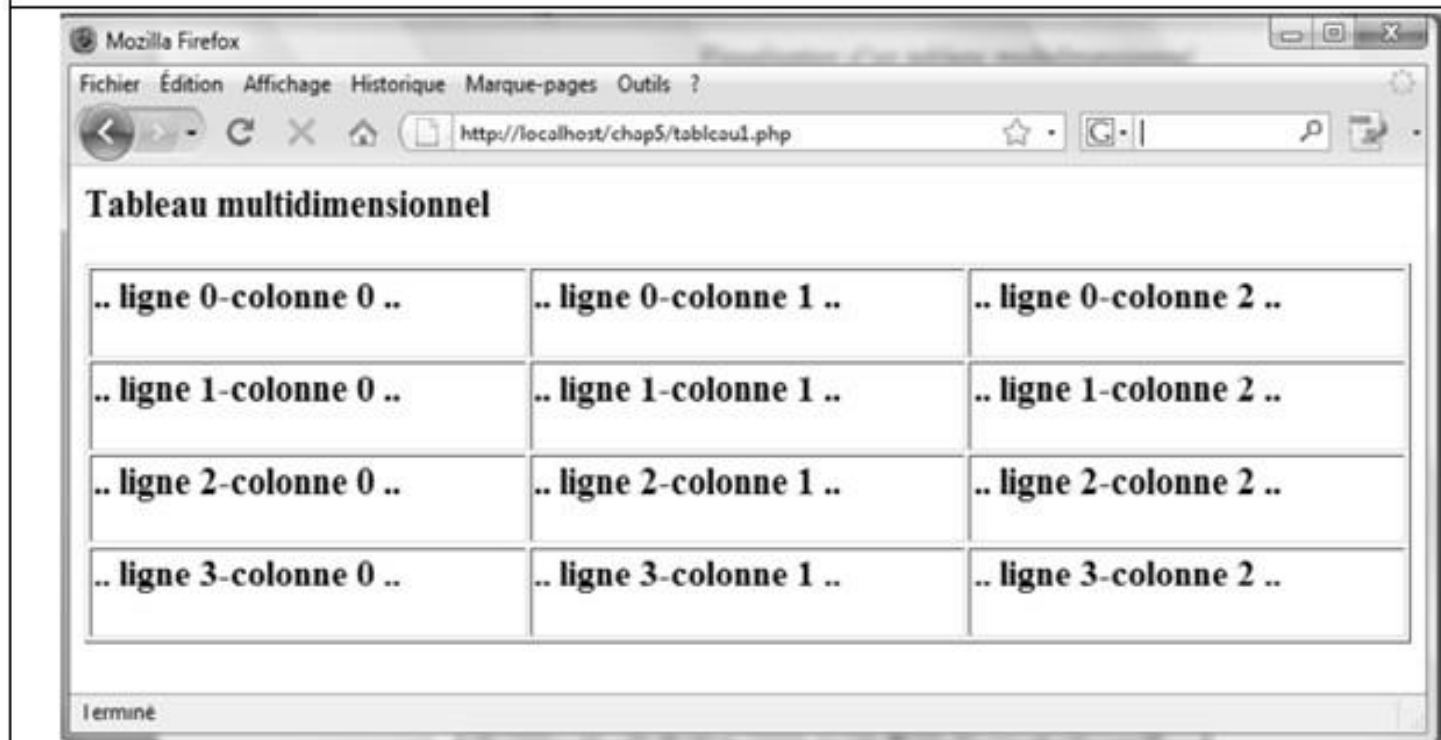 Mozilla Firefox
Fichier Édition Affichage Historique Marque-pages Outils ?
http://localhost/chap5/tableau1.php
Tableau multidimensionnel
.. ligne 0-colonne 0 .. .. ligne 0-colonne 1 .. .. ligne 0-colonne 2 ..
.. ligne 1-colonne 0 .. .. ligne 1-colonne 1 .. .. ligne 1-colonne 2 ..
.. ligne 2-colonne 0 .. .. ligne 2-colonne 1 .. .. ligne 2-colonne 2 ..
.. ligne 3-colonne 0 .. .. ligne 3-colonne 1 .. .. ligne 3-colonne 2 ..
Terminé